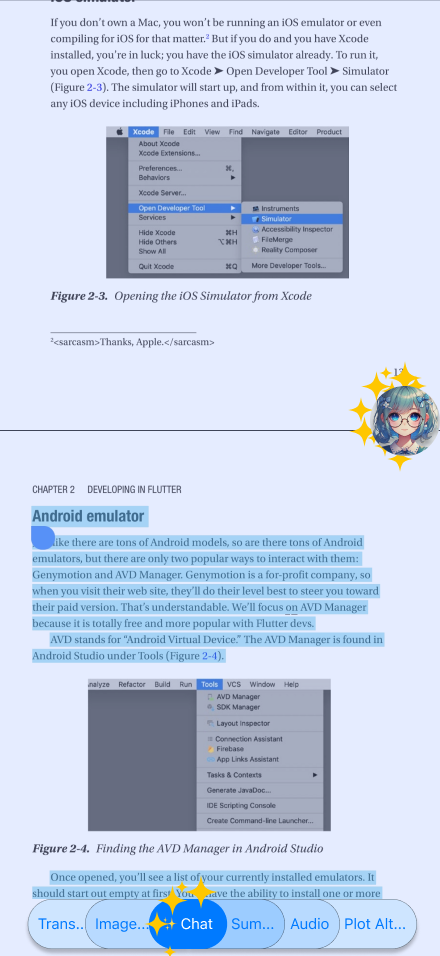 If you don't own a Mac, you won't be running an iOS emulator or even
compiling for iOS for that matter.2 But if you do and you have Xcode
installed, you're in luck; you have the iOS simulator already. To run it,
you open Xcode, then go to Xcode ➤ Open Developer Tool ➤ Simulator
(Figure 2-3). The simulator will start up, and from within it, you can select
any iOS device including iPhones and iPads.
Xcode File Edit View Find Navigate Editor Product
About Xcode
Xcode Extensions...
Preferences... ⌘,
Behaviors ▶
Xcode Server...
Open Developer Tool ▶
Services ▶
Hide Xcode ⌘H
Hide Others ⌥⌘H
Show All
Quit Xcode ⌘Q
Instruments
Simulator
Accessibility Inspector
FileMerge
Reality Composer
More Developer Tools...
Figure 2-3. Opening the iOS Simulator from Xcode
2<sarcasm>Thanks, Apple.</sarcasm>
CHAPTER 2 DEVELOPING IN FLUTTER
Android emulator
like there are tons of Android models, so are there tons of Android
emulators, but there are only two popular ways to interact with them:
Genymotion and AVD Manager. Genymotion is a for-profit company, so
when you visit their web site, they'll do their level best to steer you toward
their paid version. That's understandable. We'll focus on AVD Manager
because it is totally free and more popular with Flutter devs.
AVD stands for “Android Virtual Device.” The AVD Manager is found in
Android Studio under Tools (Figure 2-4).
nalyze Refactor Build Run Tools VCS Window Help
AVD Manager
SDK Manager
Layout Inspector
Connection Assistant
Firebase
App Links Assistant
Tasks & Contexts ▶
Generate JavaDoc...
IDE Scripting Console
Create Command-line Launcher...
Figure 2-4. Finding the AVD Manager in Android Studio
Once opened, you'll see a list of your currently installed emulators. It
should start out empty at first. You have the ability to install one or more
Trans... Image... Chat Sum... Audio Plot Alt...